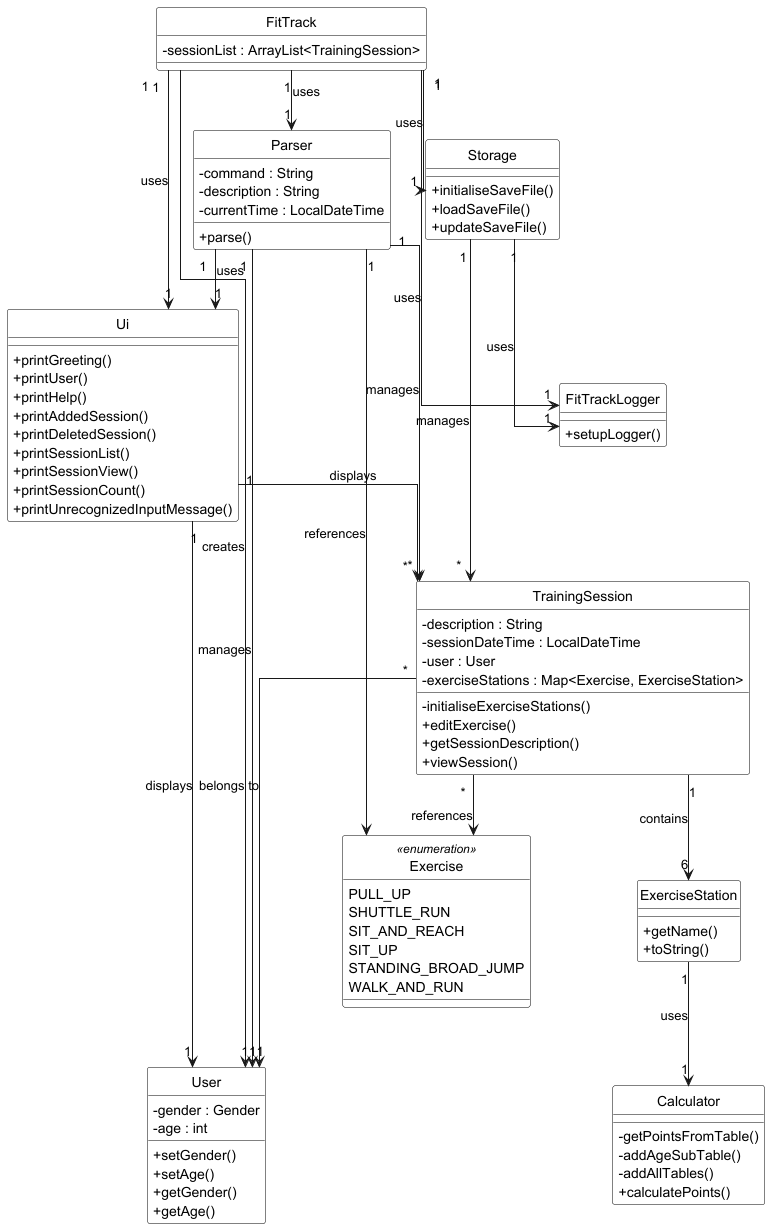 FitTrack
-sessionList : ArrayList<TrainingSession>
1
1
1
1
1
uses
uses
uses
1
1
Parser
-command : String
-description : String
-currentTime : LocalDateTime
+parse()
Storage
+initialiseSaveFile()
+loadSaveFile()
+updateSaveFile()
1
uses
1
1
1
1
1
1
1
uses
Ui
+printGreeting()
+printUser()
+printHelp()
+printAddedSession()
+printDeletedSession()
+printSessionList()
+printSessionView()
+printSessionCount()
+printUnrecognizedInputMessage()
uses
manages
manages
1
1
FitTrackLogger
+setupLogger()
1
displays
references
1
creates
*
*
*
TrainingSession
-description : String
-sessionDateTime : LocalDateTime
-user : User
-exerciseStations : Map<Exercise, ExerciseStation>
-initialiseExerciseStations()
+editExercise()
+getSessionDescription()
+viewSession()
manages
*
displays
belongs to
*
references
1
contains
6
«enumeration»
Exercise
PULL_UP
SHUTTLE_RUN
SIT_AND_REACH
SIT_UP
STANDING_BROAD_JUMP
WALK_AND_RUN
ExerciseStation
+getName()
+toString()
1
uses
1
1
1
1
1
User
-gender : Gender
-age : int
+setGender()
+setAge()
+getGender()
+getAge()
Calculator
-getPointsFromTable()
-addAgeSubTable()
-addAllTables()
+calculatePoints()